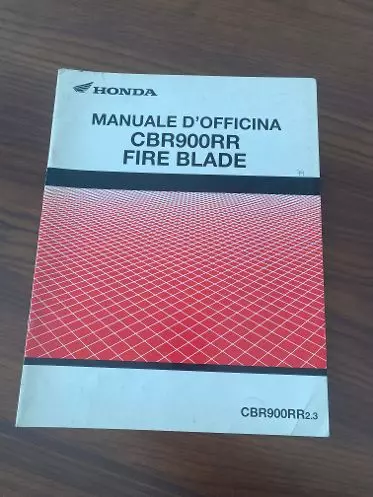 HONDA
MANUALE D'OFFICINA
CBR900RR
FIRE BLADE
CBR900RR2.3